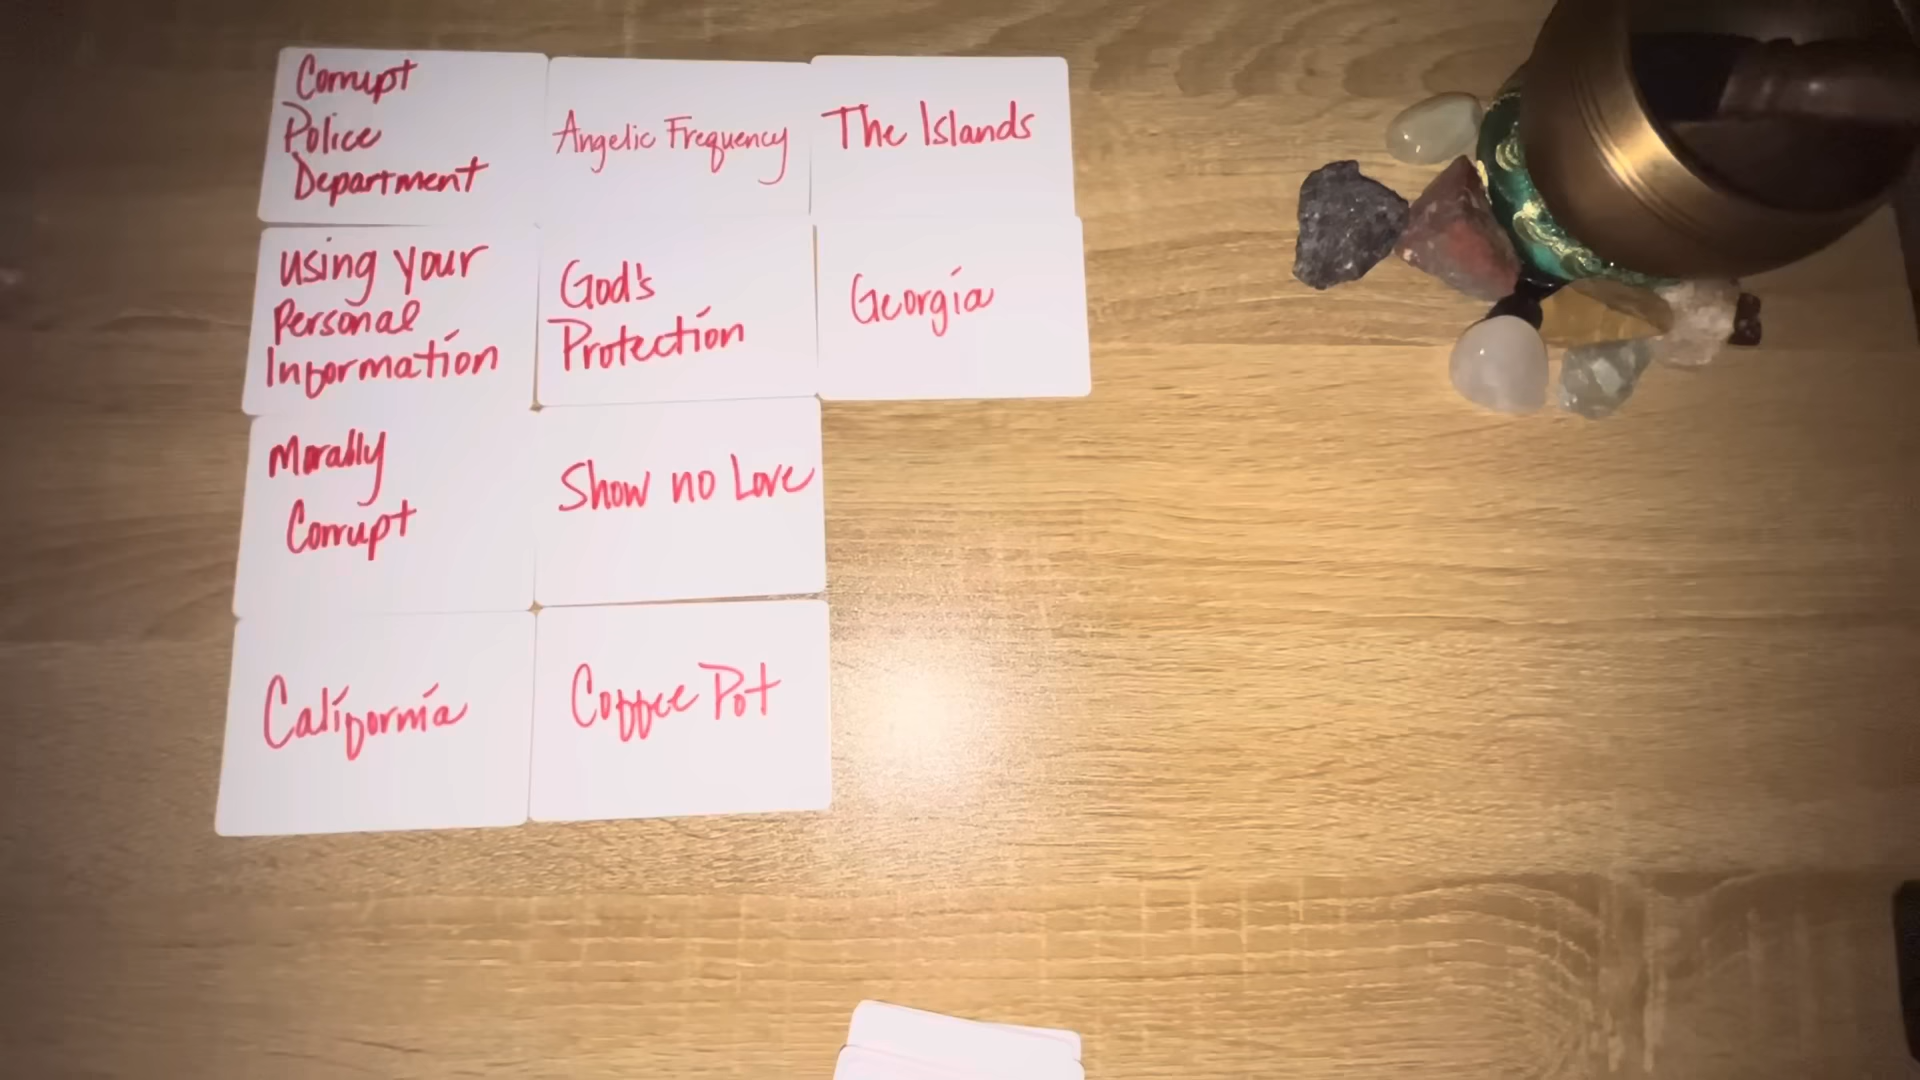 Corrupt
Police
Department
Angelic Frequency
The Islands
using your
Personal
Information
God's
Protection
Georgia
Morally
Corrupt
Show no Love
California
Coffee Pot